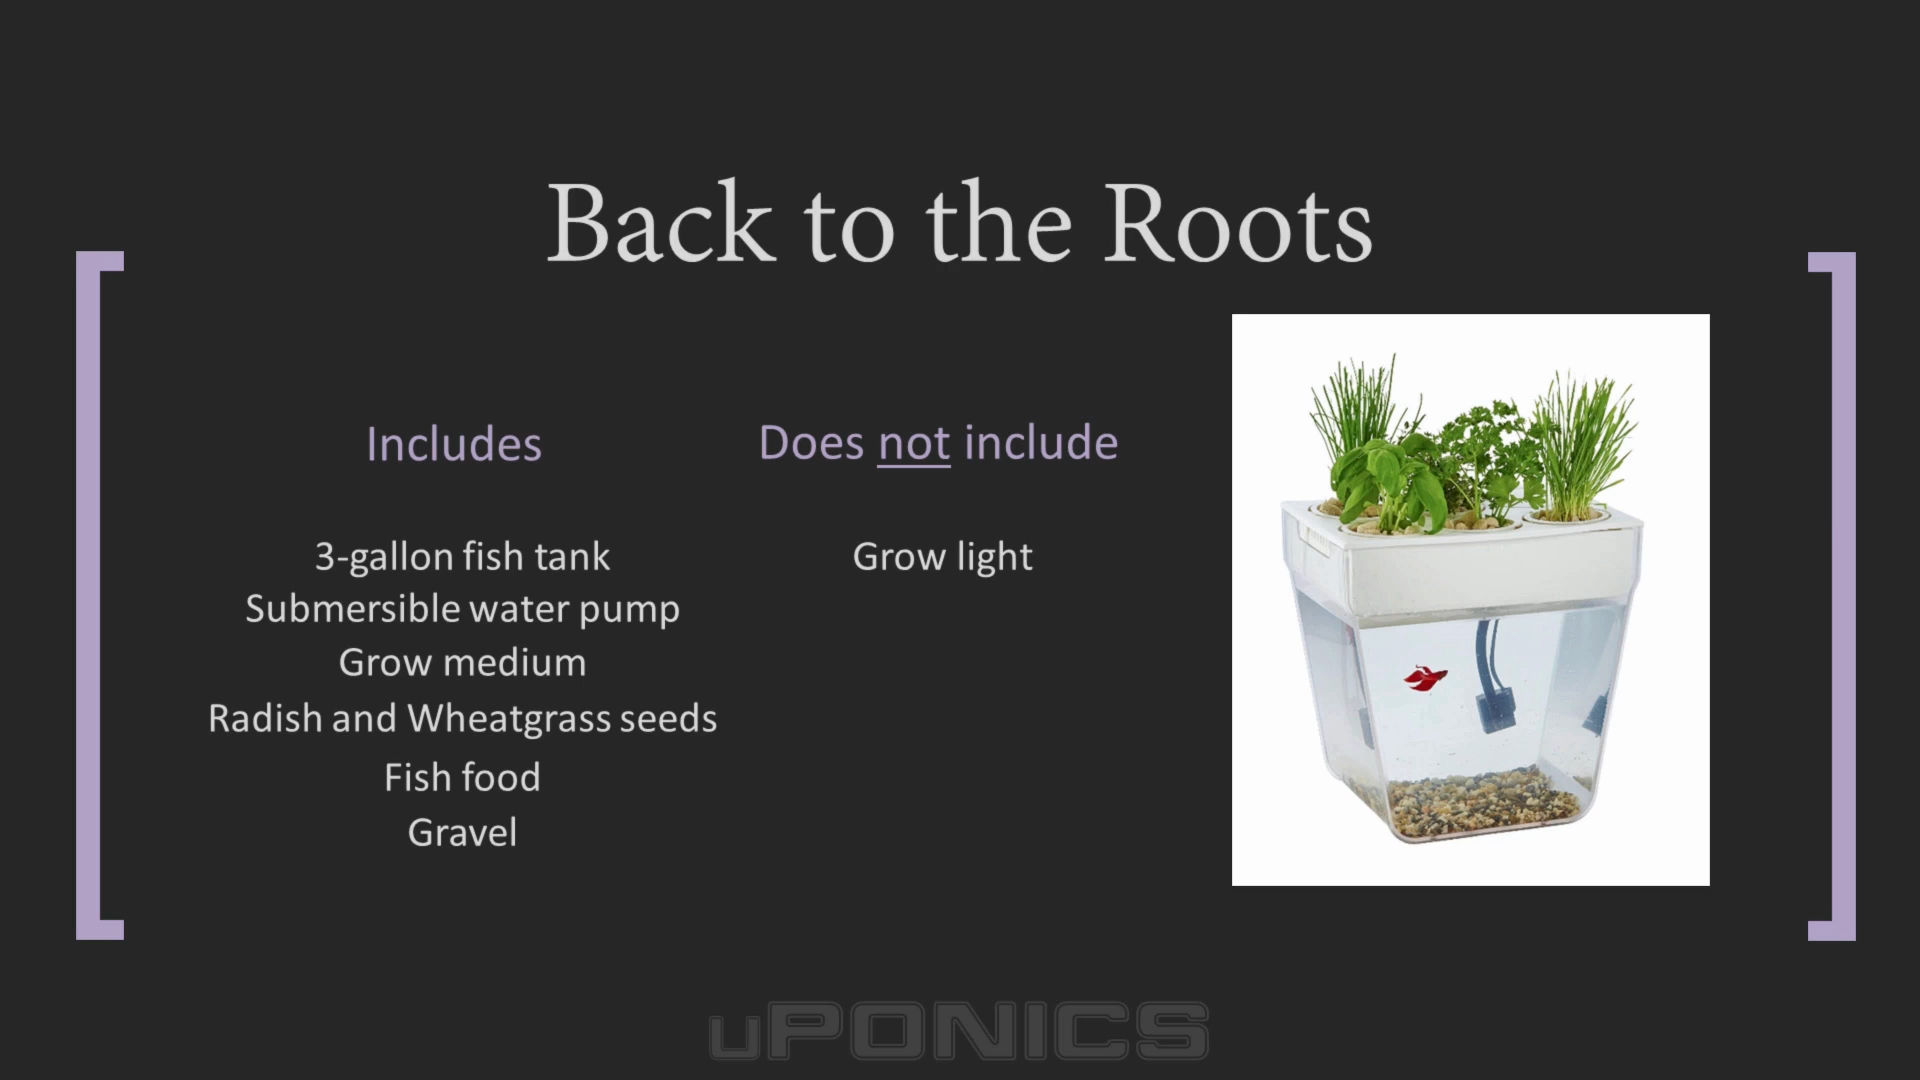 Back to the Roots
Includes
3-gallon fish tank
Submersible water pump
Grow medium
Radish and Wheatgrass seeds
Fish food
Gravel
Does not include
Grow light
uPONICS